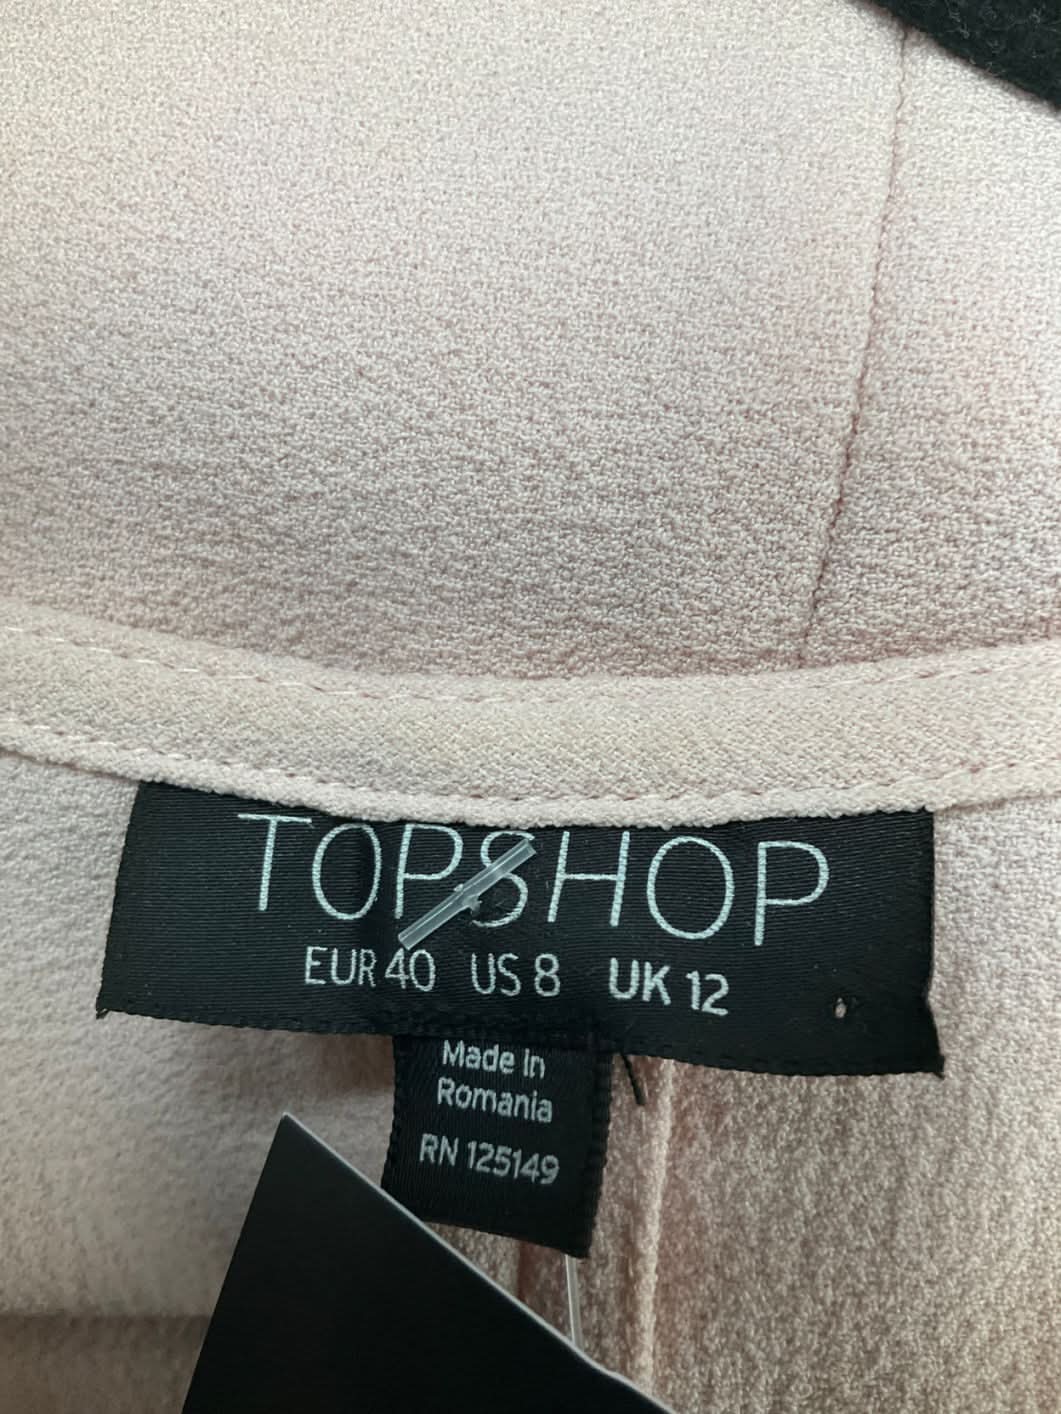 TOPSHOP
EUR 40 US 8 UK 12
Made in
Romania
RN 125149